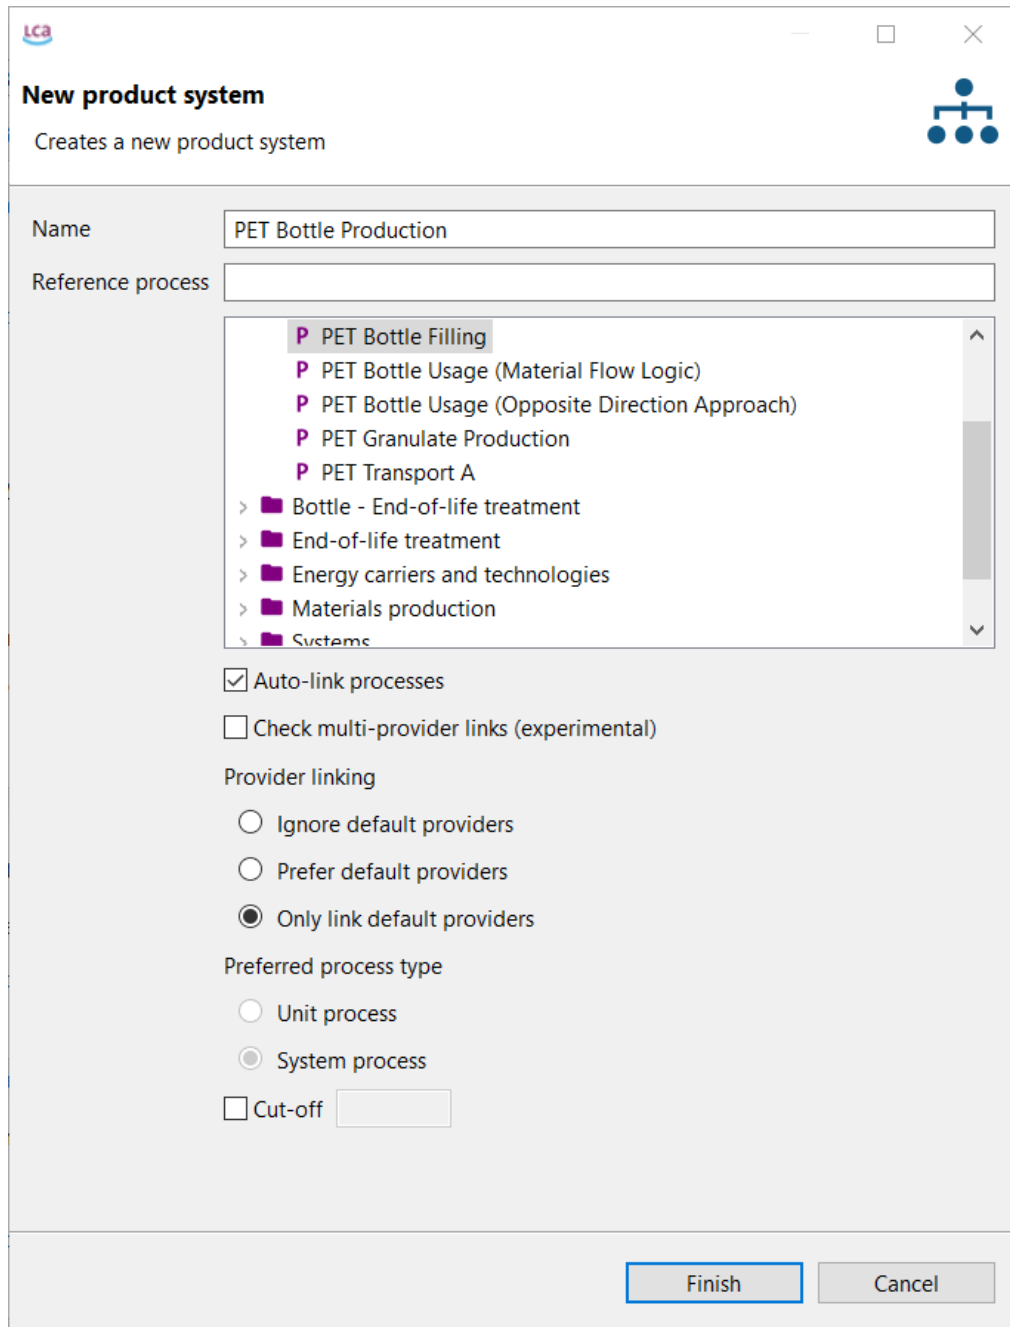 LCA
New product system
Creates a new product system
Name PET Bottle Production
Reference process
P PET Bottle Filling
P PET Bottle Usage (Material Flow Logic)
P PET Bottle Usage (Opposite Direction Approach)
P PET Granulate Production
P PET Transport A
Bottle - End-of-life treatment
End-of-life treatment
Energy carriers and technologies
Materials production
Systems
Auto-link processes
Check multi-provider links (experimental)
Provider linking
Ignore default providers
Prefer default providers
Only link default providers
Preferred process type
Unit process
System process
Cut-off
Finish Cancel